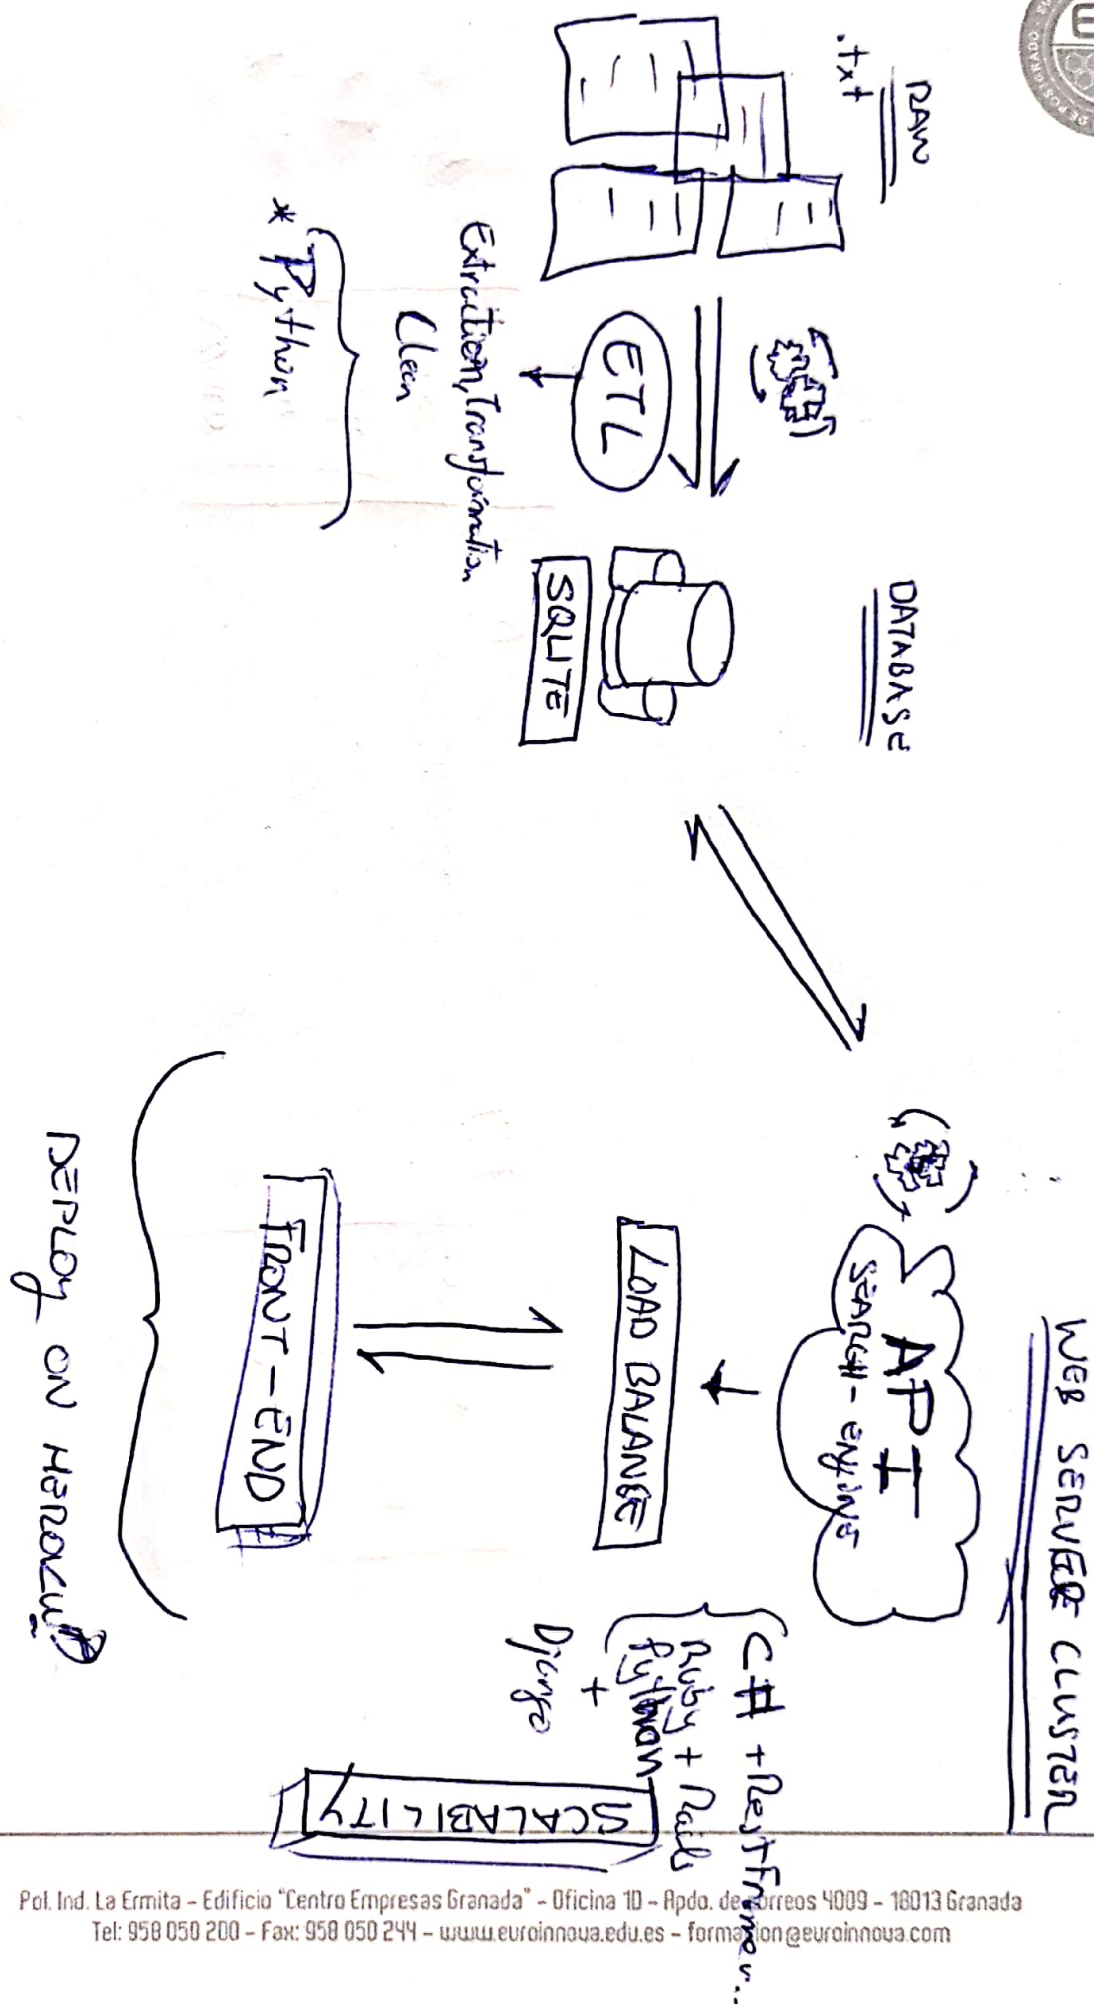 RAW
.txt
ETL
Extraction, Transformation
Clean
* Python
DATABASE
SQLITE
WEB SERVER CLUSTER
API
SEARCH-ENGINE
LOAD BALANCE
FRONT-END
DEPLOY ON HEROKU
C# + Rest Framew...
Ruby + Rails
Python
+
Django
SCALABILITY
Pol. Ind. La Ermita – Edificio "Centro Empresas Granada" – Oficina 1D – Apdo. de correos 4009 – 18013 Granada
Tel: 958 050 200 – Fax: 958 050 244 – www.euroinnova.edu.es – formacion@euroinnova.com